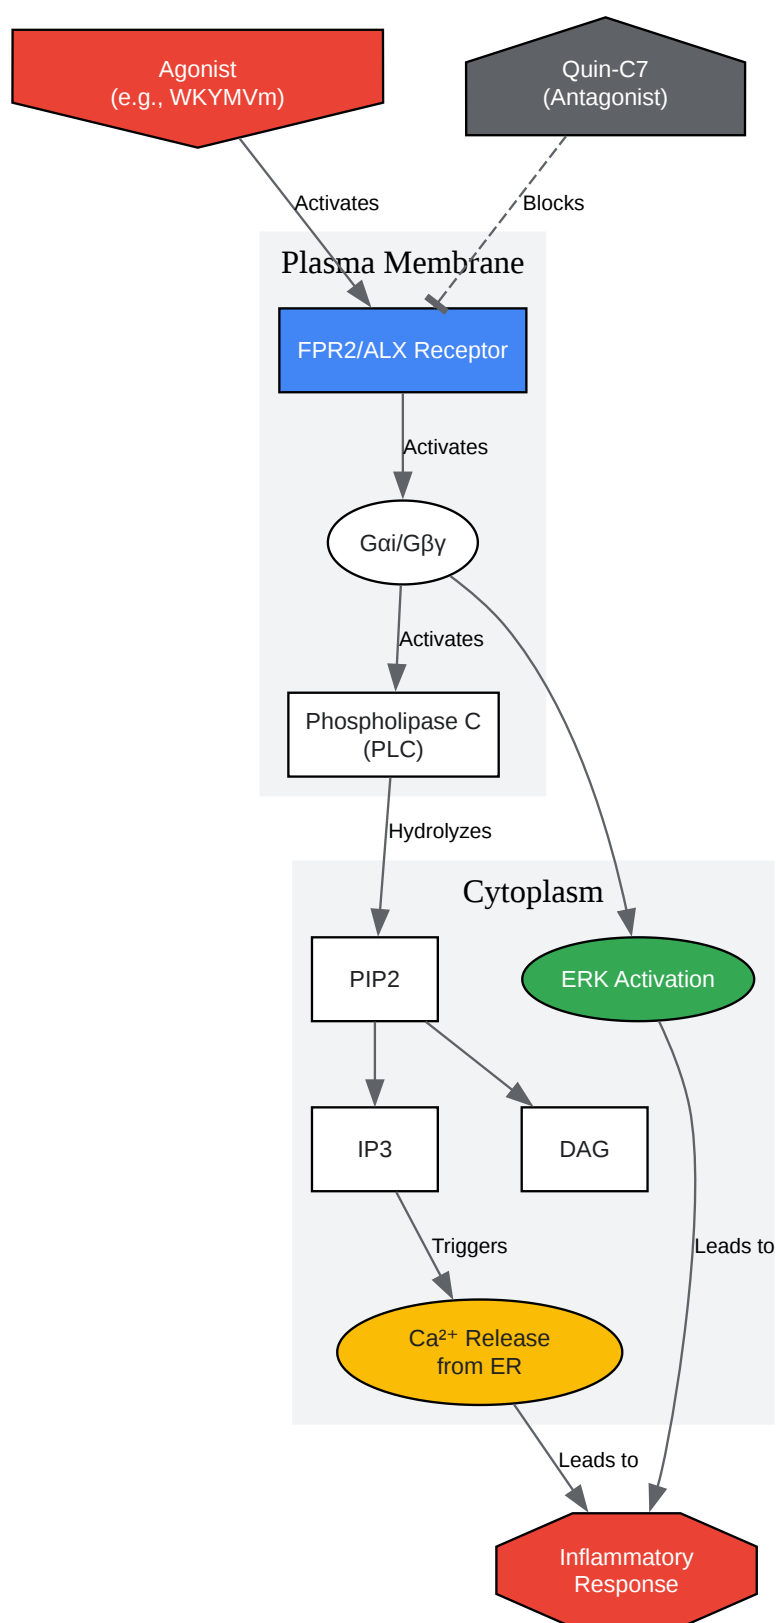 Agonist
(e.g., WKYMVm)
Quin-C7
(Antagonist)
Activates
Blocks
Plasma Membrane
FPR2/ALX Receptor
Activates
Gαi/Gβγ
Activates
Phospholipase C
(PLC)
Hydrolyzes
Cytoplasm
PIP2
ERK Activation
IP3
DAG
Triggers
Leads to
Ca²⁺ Release
from ER
Leads to
Inflammatory
Response